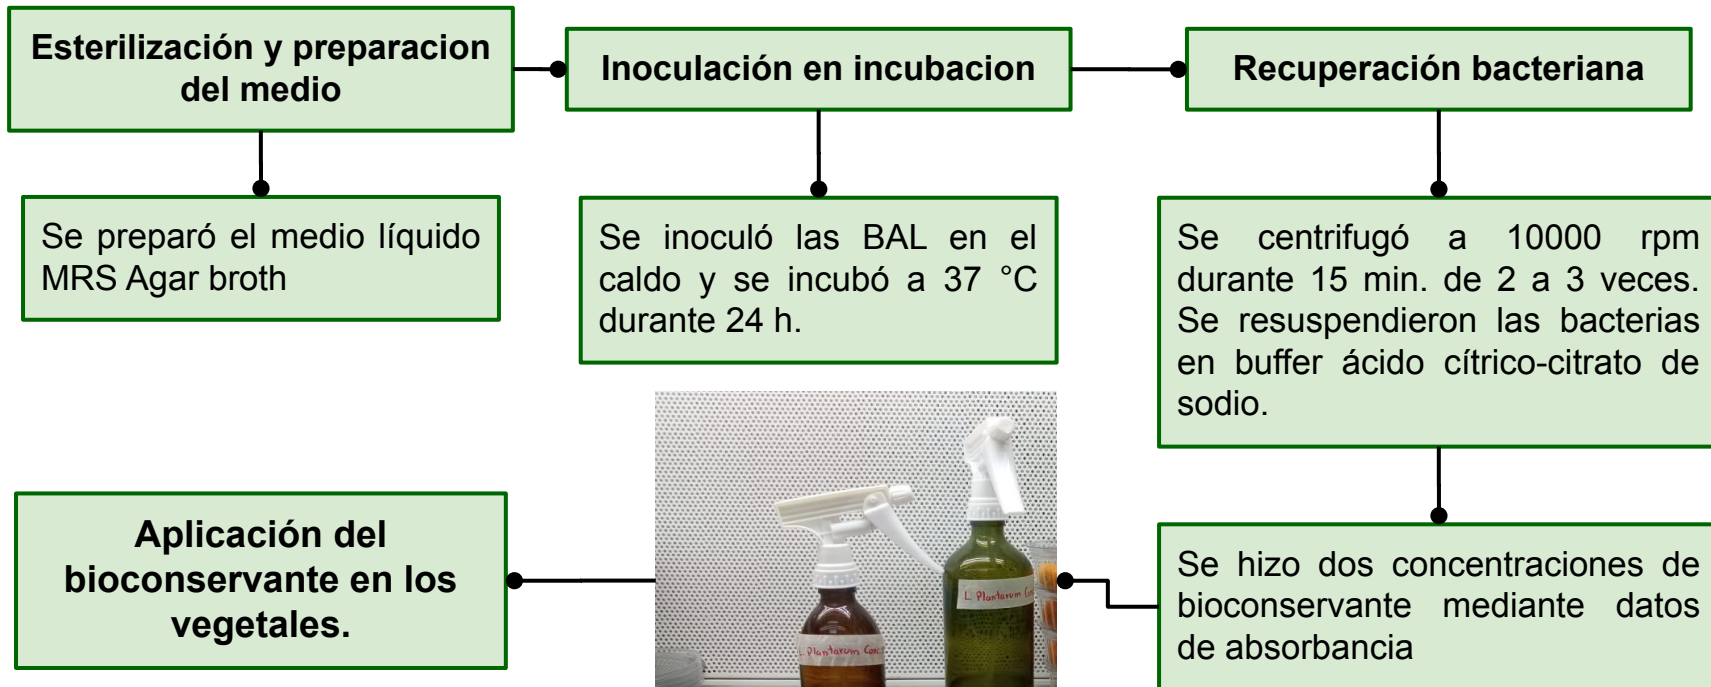 Esterilización y preparacion
del medio
Inoculación en incubacion
Recuperación bacteriana
Se preparó el medio líquido
MRS Agar broth
Se inoculó las BAL en el
caldo y se incubó a 37 °C
durante 24 h.
Se centrifugó a 10000 rpm
durante 15 min. de 2 a 3 veces.
Se resuspendieron las bacterias
en buffer ácido cítrico-citrato de
sodio.
Se hizo dos concentraciones de
bioconservante mediante datos
de absorbancia
L. Plantarum
L. Plantarum
Aplicación del
bioconservante en los
vegetales.